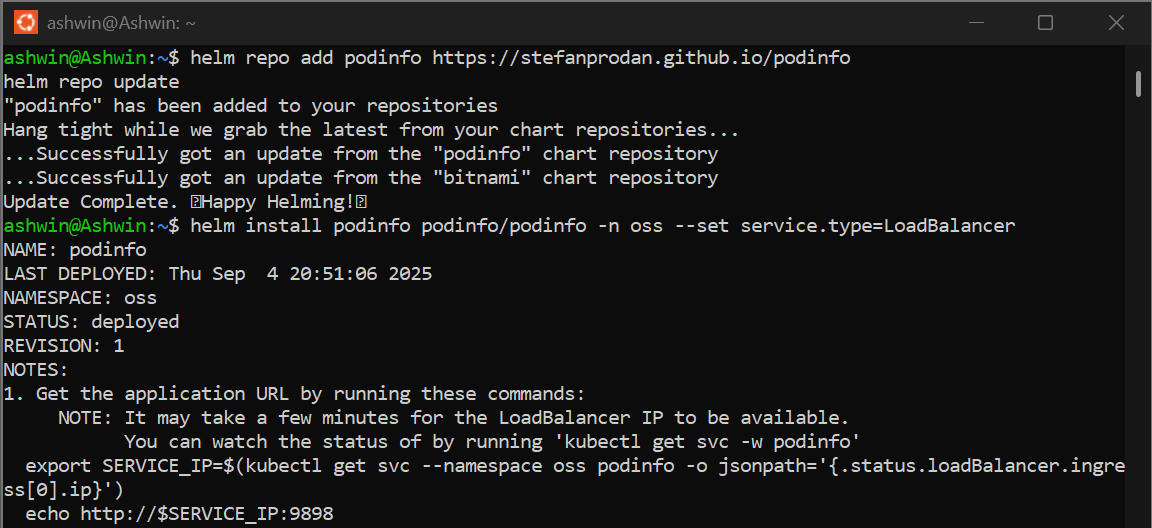 ashwin@Ashwin: ~
ashwin@Ashwin:~$ helm repo add podinfo https://stefanprodan.github.io/podinfo
helm repo update
"podinfo" has been added to your repositories
Hang tight while we grab the latest from your chart repositories...
...Successfully got an update from the "podinfo" chart repository
...Successfully got an update from the "bitnami" chart repository
Update Complete. ⍰Happy Helming!⍰
ashwin@Ashwin:~$ helm install podinfo podinfo/podinfo -n oss --set service.type=LoadBalancer
NAME: podinfo
LAST DEPLOYED: Thu Sep  4 20:51:06 2025
NAMESPACE: oss
STATUS: deployed
REVISION: 1
NOTES:
1. Get the application URL by running these commands:
     NOTE: It may take a few minutes for the LoadBalancer IP to be available.
           You can watch the status of by running 'kubectl get svc -w podinfo'
  export SERVICE_IP=$(kubectl get svc --namespace oss podinfo -o jsonpath='{.status.loadBalancer.ingre
ss[0].ip}')
  echo http://$SERVICE_IP:9898